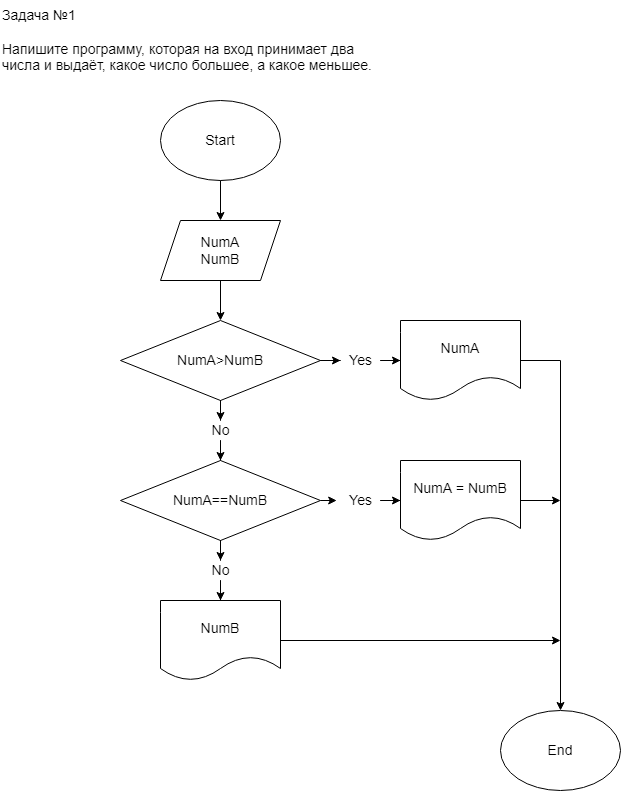 Задача №1
Напишите программу, которая на вход принимает два
числа и выдаёт, какое число большее, а какое меньшее.
Start
NumA
NumB
NumA>NumB
Yes
NumA
No
NumA==NumB
Yes
NumA = NumB
No
NumB
End